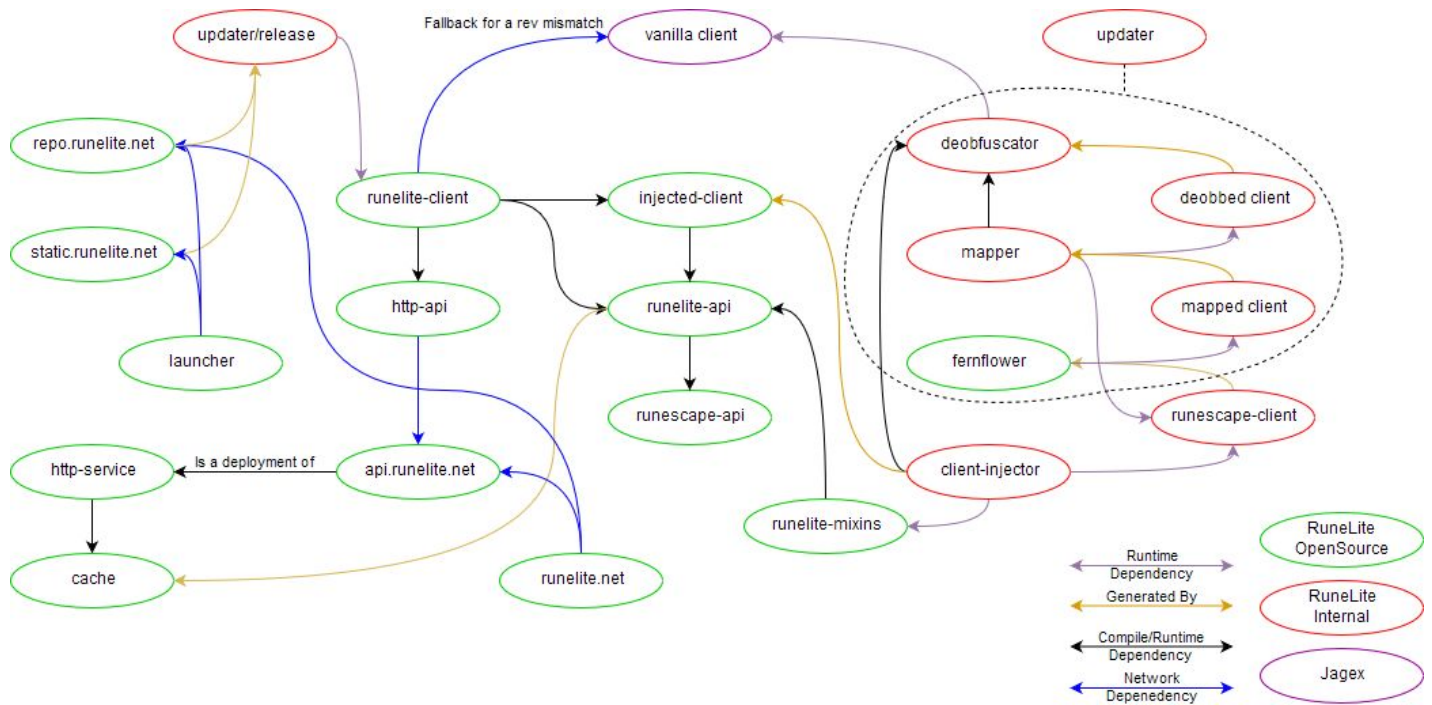 Fallback for a rev mismatch
updater/release
vanilla client
updater
repo.runelite.net
deobfuscator
runelite-client
injected-client
deobbed client
static.runelite.net
mapper
http-api
runelite-api
mapped client
launcher
fernflower
runescape-api
runescape-client
http-service
Is a deployment of
api.runelite.net
client-injector
runelite-mixins
cache
runelite.net
Runtime
Dependency
Generated By
Compile/Runtime
Dependency
Network
Depenedency
RuneLite
OpenSource
RuneLite
Internal
Jagex